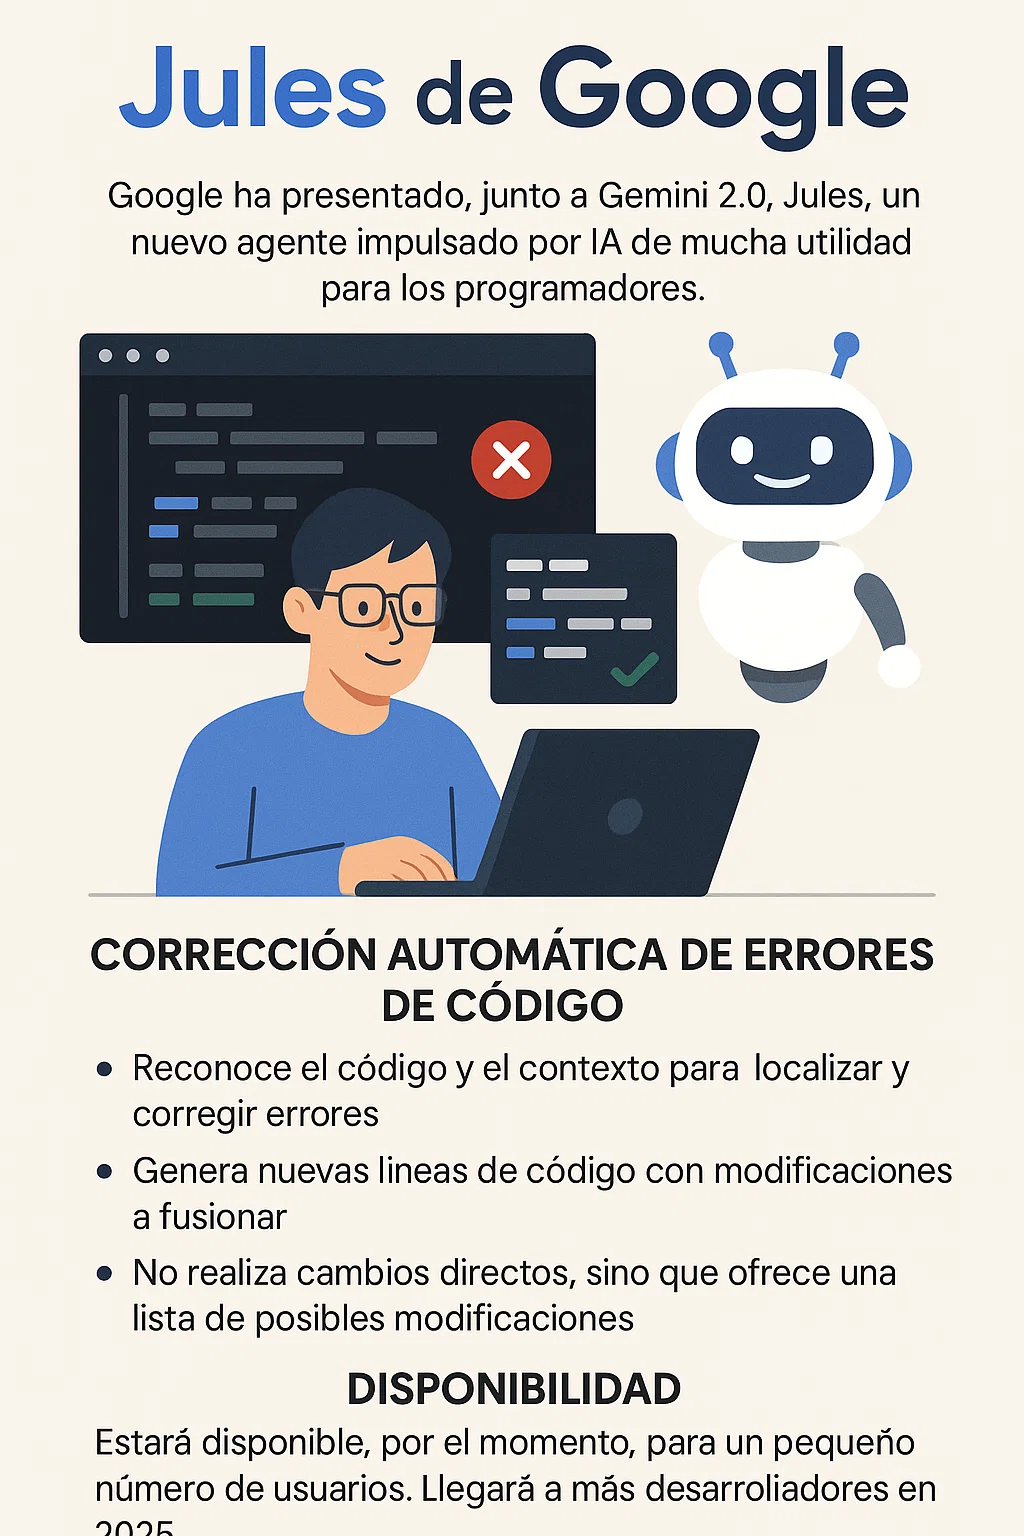 Jules de Google
Google ha presentado, junto a Gemini 2.0, Jules, un
nuevo agente impulsado por IA de mucha utilidad
para los programadores.
CORRECCIÓN AUTOMÁTICA DE ERRORES
DE CÓDIGO
• Reconoce el código y el contexto para localizar y
corregir errores
• Genera nuevas lineas de código con modificaciones
a fusionar
• No realiza cambios directos, sino que ofrece una
lista de posibles modificaciones
DISPONIBILIDAD
Estará disponible, por el momento, para un pequeño
número de usuarios. Llegará a más desarroliadores en
2025